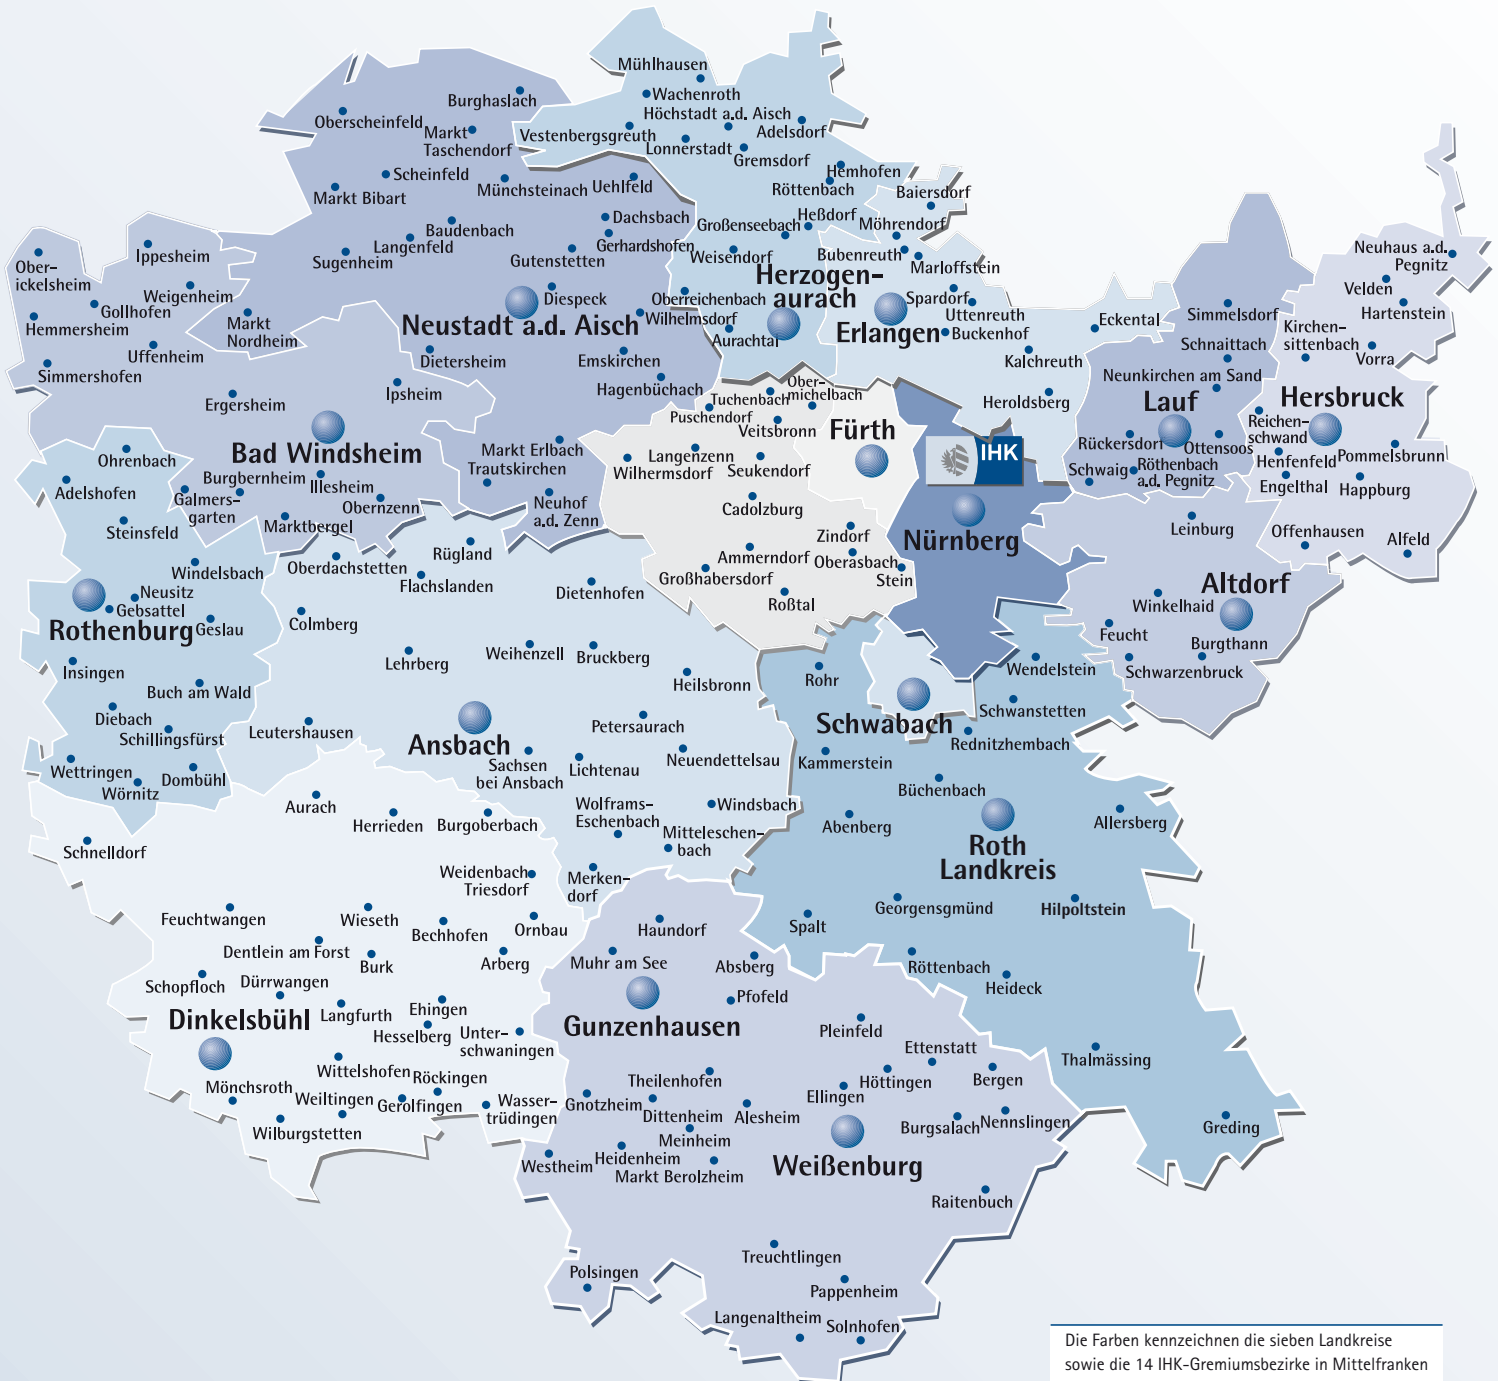 Mühlhausen
Wachenroth
Burghaslach
Höchstadt a.d. Aisch
Oberscheinfeld
Adelsdorf
Markt
Taschendorf
Vestenbergsgreuth
Lonnerstadt
Gremsdorf
Scheinfeld
Hemhofen
Markt Bibart
Münchsteinach
Uehlfeld
Röttenbach
Baiersdorf
Dachsbach
Großenseebach
Heßdorf
Möhrendorf
Baudenbach
Langenfeld
Gerhardshofen
Sugenheim
Gutenstetten
Weisendorf
Bubenreuth
Marloffstein
Neuhaus a.d.
Pegnitz
Ippesheim
Ober-
ickelsheim
Weigenheim
Gollhofen
Hemmersheim
Markt
Nordheim
Uffenheim
Simmershofen
Diespeck
Neustadt a.d. Aisch
Oberreichenbach
Wilhelmsdorf
Herzogen-
aurach
Aurachtal
Spardorf
Uttenreuth
Erlangen
Buckenhof
Eckental
Kalchreuth
Heroldsberg
Simmelsdorf
Schnaittach
Neunkirchen am Sand
Velden
Hartenstein
Kirchen-
sittenbach
Vorra
Dietersheim
Emskirchen
Hagenbüchach
Ipsheim
Ergersheim
Bad Windsheim
Ober-
michelbach
Tuchenbach
Puschendorf
Veitsbronn
Fürth
Lauf
Hersbruck
Reichen-
schwand
Rückersdorf
Ottensoos
Schwaig
Röthenbach
a.d. Pegnitz
Henfenfeld
Pommelsbrunn
Engelthal
Happburg
Ohrenbach
Adelshofen
Burgbernheim
Illesheim
Galmers-
garten
Obernzenn
Marktbergel
Steinsfeld
Markt Erlbach
Trautskirchen
Neuhof
a.d. Zenn
Langenzenn
Wilhermsdorf
Seukendorf
Cadolzburg
IHK
Nürnberg
Leinburg
Offenhausen
Alfeld
Zindorf
Ammerndorf
Oberasbach
Großhabersdorf
Stein
Roßtal
Rügland
Oberdachstetten
Flachslanden
Dietenhofen
Windelsbach
Neusitz
Gebsattel
Rothenburg
Geslau
Colmberg
Altdorf
Winkelhaid
Feucht
Burgthann
Schwarzenbruck
Insingen
Buch am Wald
Lehrberg
Weihenzell
Bruckberg
Heilsbronn
Rohr
Wendelstein
Schwanstetten
Schwabach
Rednitzhembach
Diebach
Schillingsfürst
Leutershausen
Ansbach
Petersaurach
Sachsen
bei Ansbach
Lichtenau
Neuendettelsau
Kammerstein
Wettringen
Dombühl
Wörnitz
Büchenbach
Aurach
Herrieden
Burgoberbach
Wolframs-
Eschenbach
Windsbach
Mitteleschen-
bach
Abenberg
Allersberg
Roth
Landkreis
Schnelldorf
Weidenbach
Triesdorf
Merken-
dorf
Georgensgmünd
Hilpoltstein
Feuchtwangen
Wieseth
Bechhofen
Ornbau
Haundorf
Spalt
Dentlein am Forst
Burk
Arberg
Muhr am See
Absberg
Röttenbach
Heideck
Schopfloch
Dürrwangen
Pfofeld
Dinkelsbühl
Langfurth
Ehingen
Hesselberg
Unter-
schwaningen
Gunzenhausen
Pleinfeld
Ettenstatt
Thalmässing
Wittelshofen
Röckingen
Mönchsroth
Weiltingen
Gerolfingen
Wasser-
trüdingen
Wilburgstetten
Theilenhofen
Gnotzheim
Dittenheim
Alesheim
Meinheim
Höttingen
Ellingen
Bergen
Burgsalach
Nennslingen
Greding
Westheim
Heidenheim
Markt Berolzheim
Weißenburg
Raitenbuch
Treuchtlingen
Polsingen
Pappenheim
Langenaltheim
Solnhofen
Die Farben kennzeichnen die sieben Landkreise
sowie die 14 IHK-Gremiumsbezirke in Mittelfranken